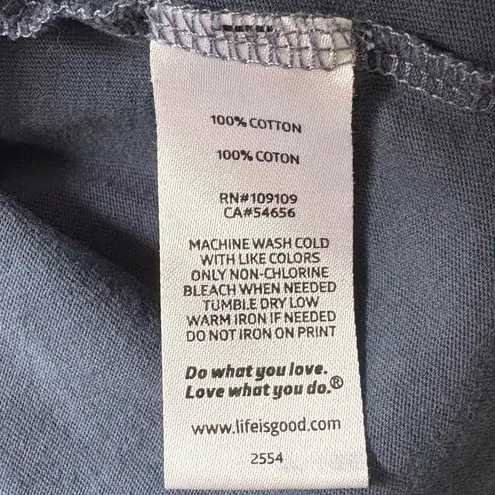 100% COTTON
100% COTON
RN#109109
CA#54656
MACHINE WASH COLD
WITH LIKE COLORS
ONLY NON-CHLORINE
BLEACH WHEN NEEDED
TUMBLE DRY LOW
WARM IRON IF NEEDED
DO NOT IRON ON PRINT
Do what you love.
Love what you do.®
www.lifeisgood.com
2554